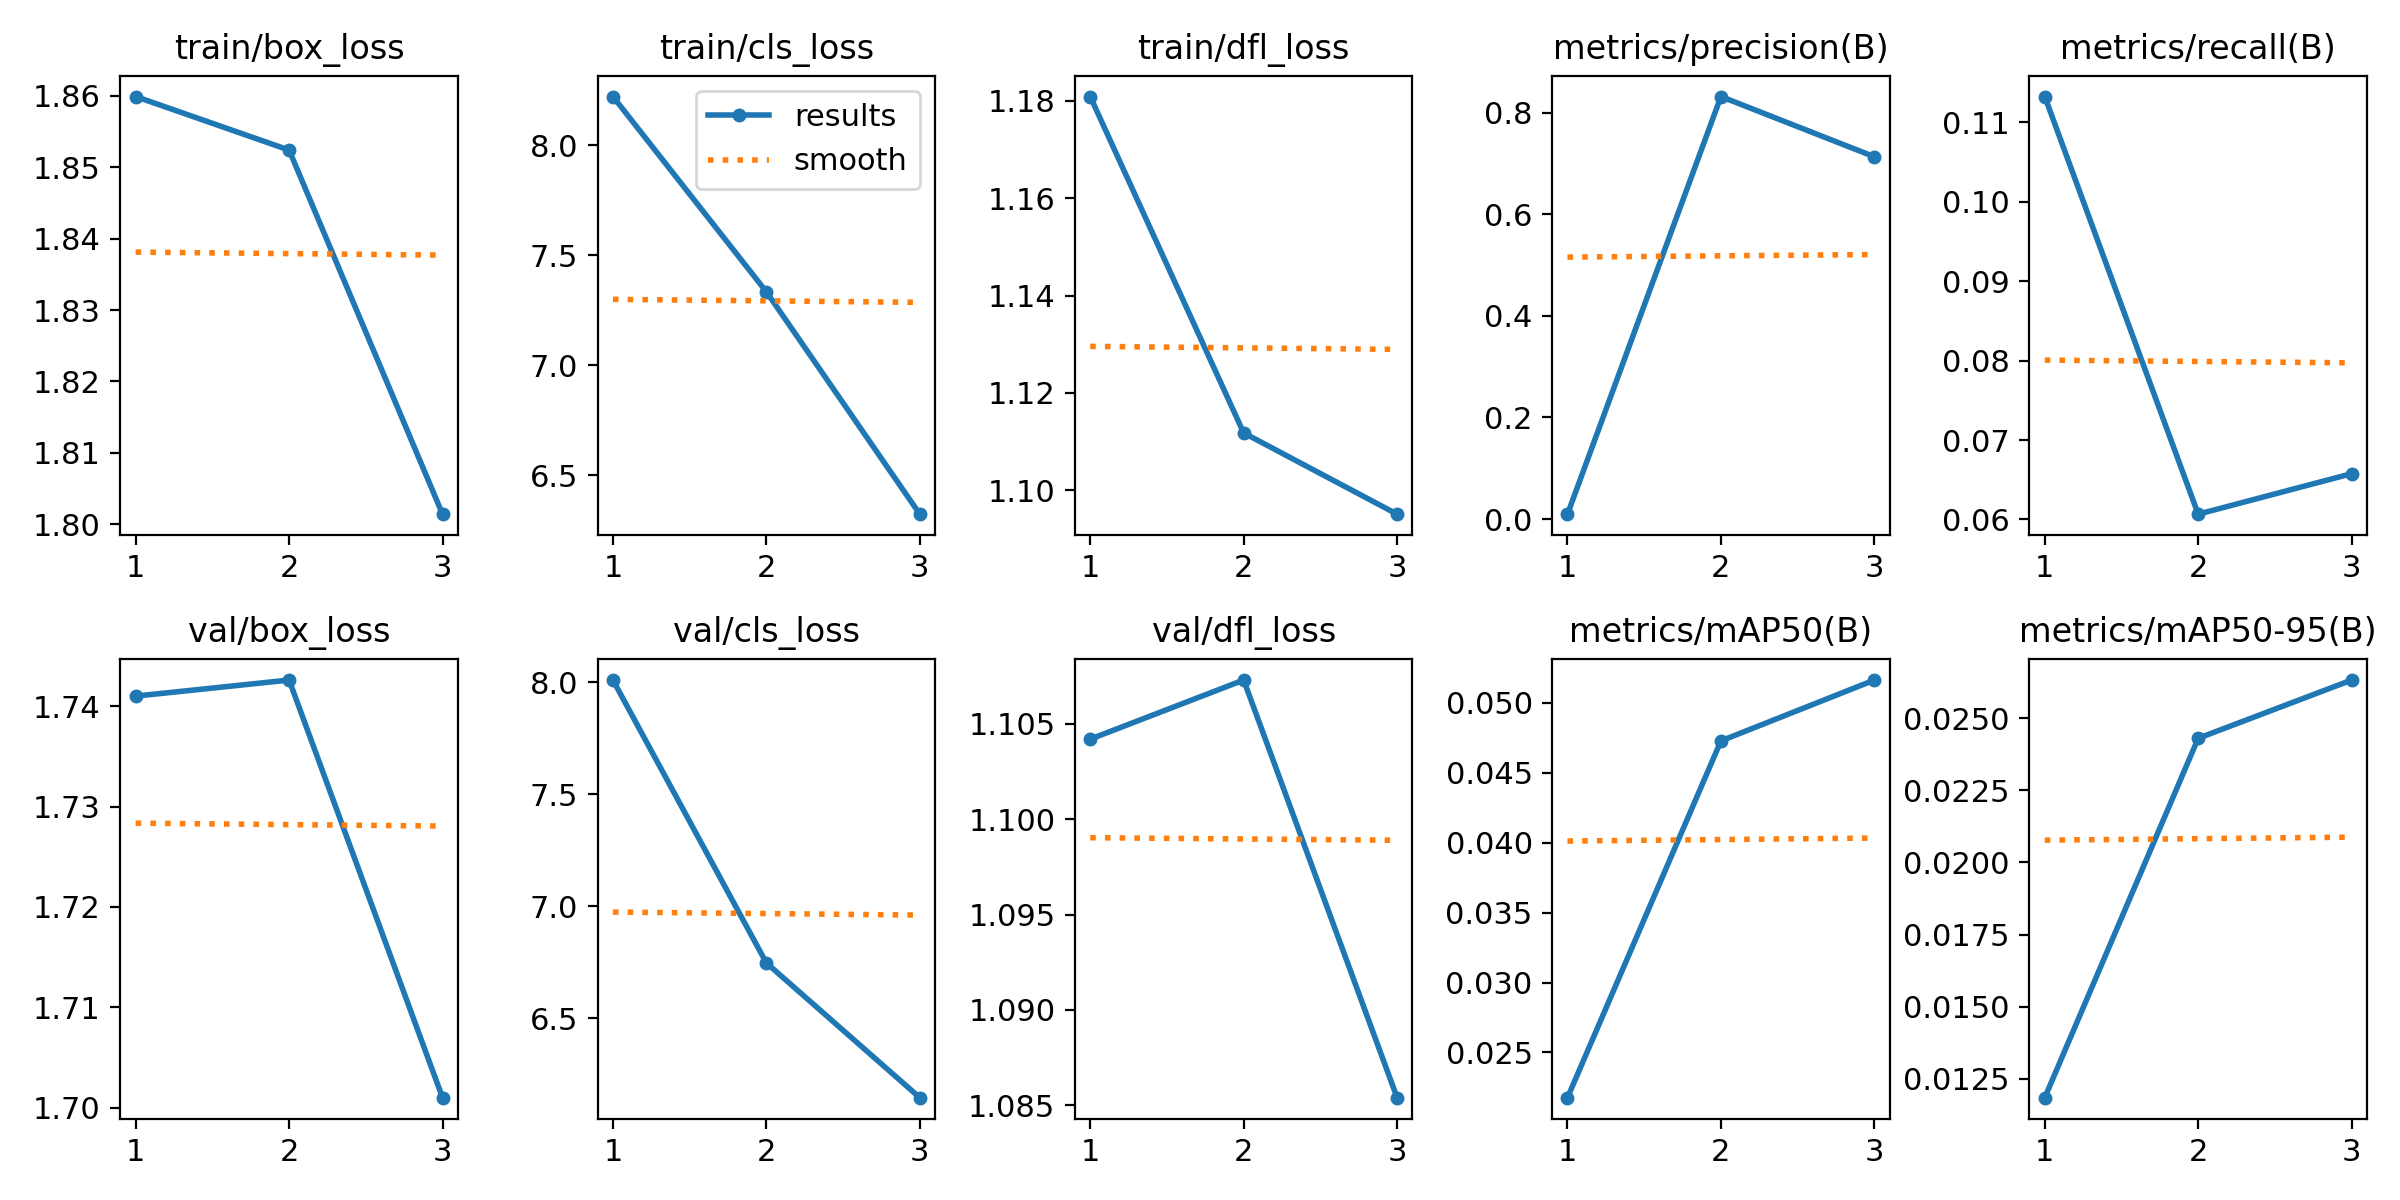 train/box_loss
1.86
1.85
1.84
1.83
1.82
1.81
1.80
1 2 3
train/cls_loss
results
smooth
8.0
7.5
7.0
6.5
1 2 3
train/dfl_loss
1.18
1.16
1.14
1.12
1.10
1 2 3
metrics/precision(B)
0.8
0.6
0.4
0.2
0.0
1 2 3
metrics/recall(B)
0.11
0.10
0.09
0.08
0.07
0.06
1 2 3
val/box_loss
1.74
1.73
1.72
1.71
1.70
1 2 3
val/cls_loss
8.0
7.5
7.0
6.5
1 2 3
val/dfl_loss
1.105
1.100
1.095
1.090
1.085
1 2 3
metrics/mAP50(B)
0.050
0.045
0.040
0.035
0.030
0.025
1 2 3
metrics/mAP50-95(B)
0.0250
0.0225
0.0200
0.0175
0.0150
0.0125
1 2 3